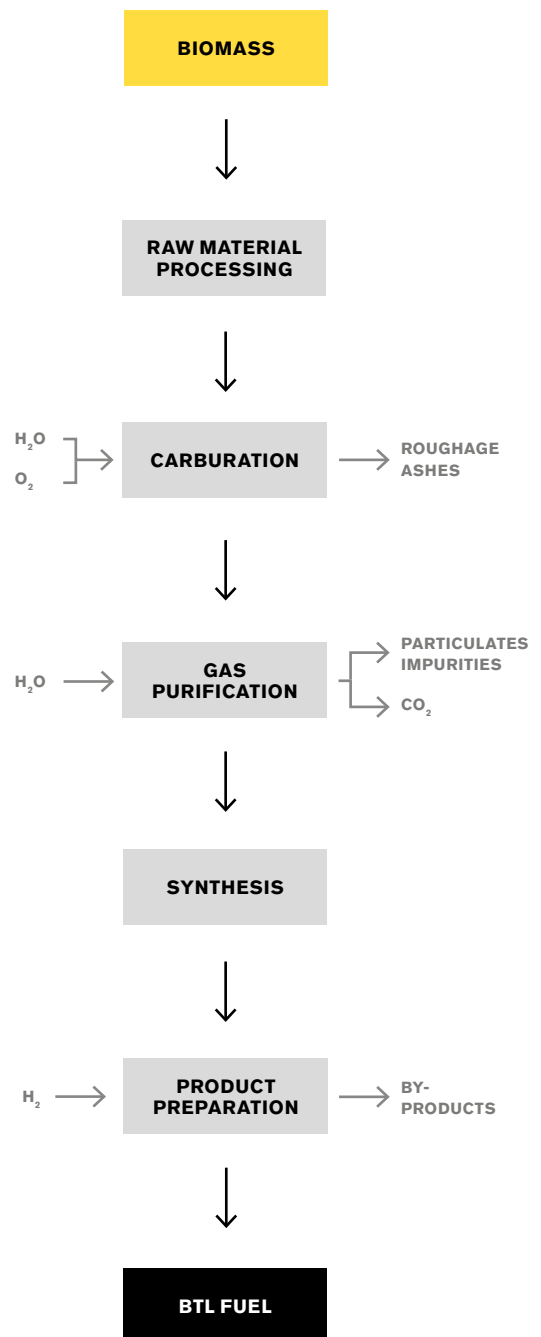 BIOMASS
RAW MATERIAL
PROCESSING
H₂O
O₂
CARBURATION
ROUGHAGE
ASHES
H₂O
GAS
PURIFICATION
PARTICULATES
IMPURITIES
CO₂
SYNTHESIS
H₂
PRODUCT
PREPARATION
BY-
PRODUCTS
BTL FUEL